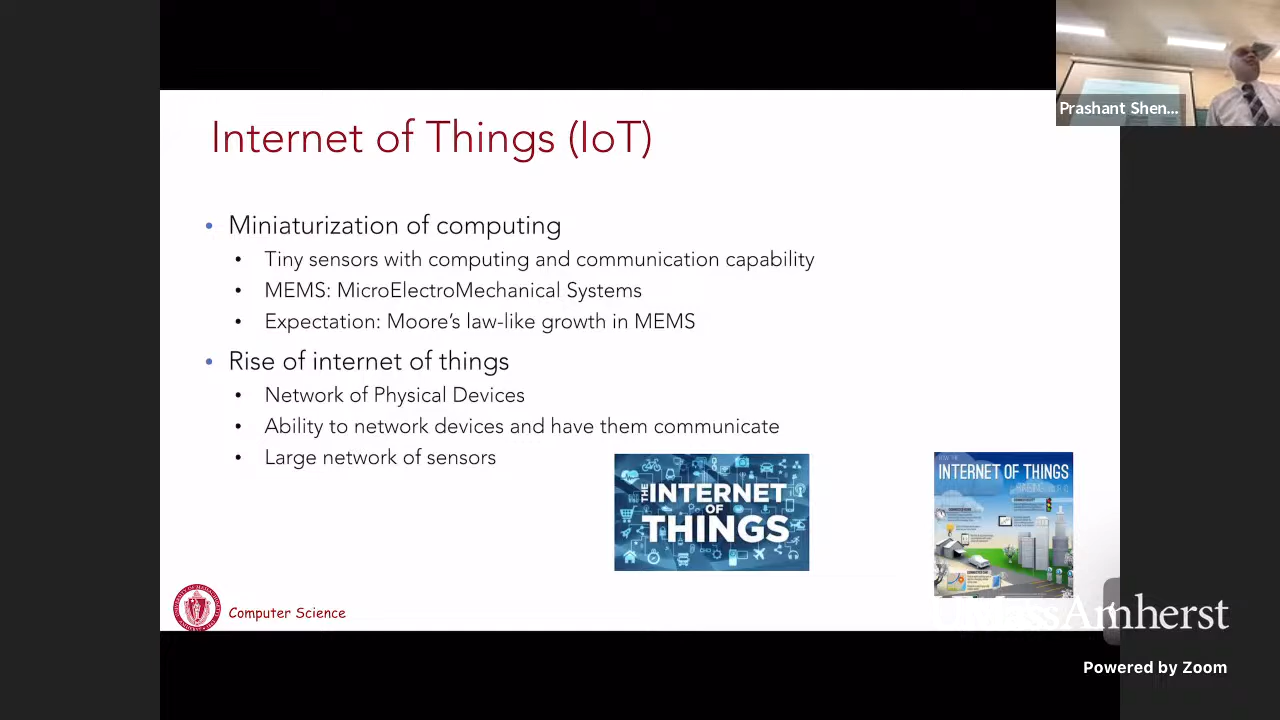 Prashant Shen...
Internet of Things (IoT)
• Miniaturization of computing
• Tiny sensors with computing and communication capability
• MEMS: MicroElectroMechanical Systems
• Expectation: Moore's law-like growth in MEMS
• Rise of internet of things
• Network of Physical Devices
• Ability to network devices and have them communicate
• Large network of sensors
THE INTERNET
OF
THINGS
INTERNET OF THINGS
Computer Science
UMassAmherst
Powered by Zoom